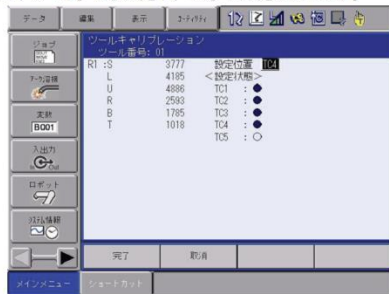 データ 編集 表示 ユーティリティ
ツールキャリブレーション
ツール番号: 01
R1 :S 3777 設定位置 TC4
L 4185 <設定状態>
U 4886 TC1 : ●
R 2593 TC2 : ●
B 1785 TC3 : ●
T 1018 TC4 : ●
TC5 : ○
ジョブ
アーク溶接
変数
B001
入出力
In Out
ロボット
システム情報
完了 取消
メインメニュー ショートカット